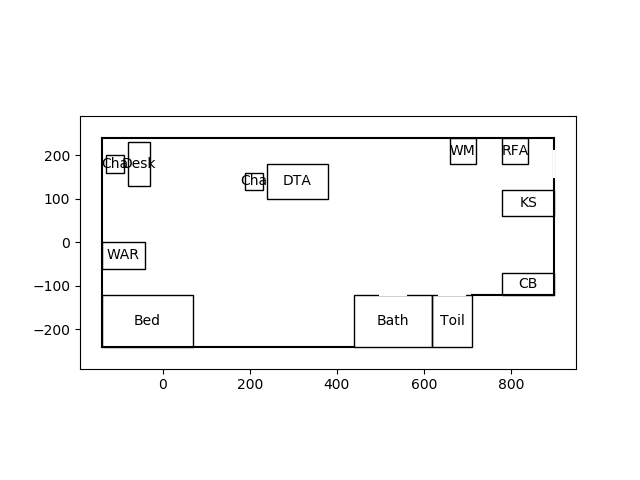 WM
RFA
Cha
Desk
Cha
DTA
KS
WAR
CB
Bed
Bath
Toil
200
100
0
−100
−200
0
200
400
600
800